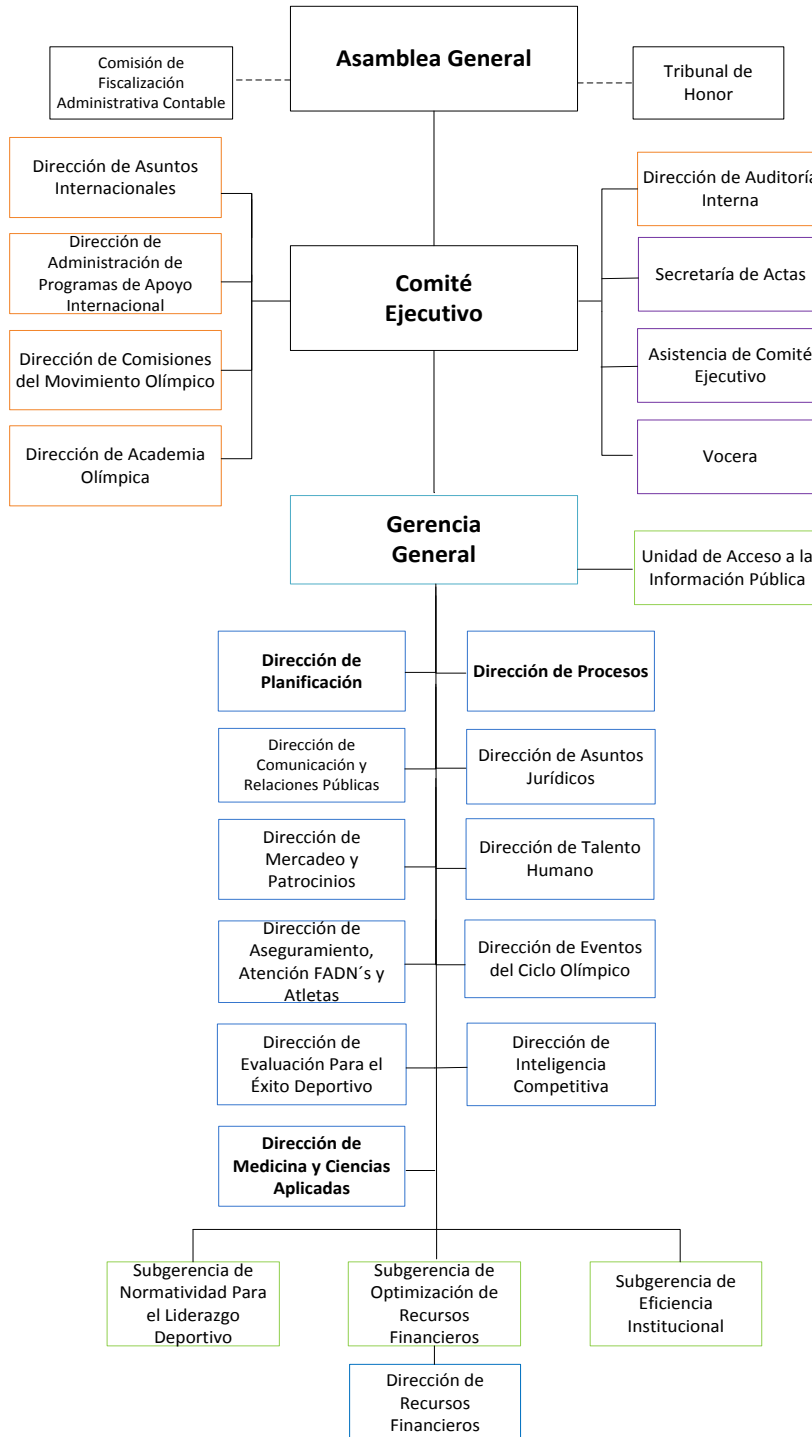 Asamblea General
Comisión de
Fiscalización
Administrativa Contable
Tribunal de
Honor
Dirección de Asuntos
Internacionales
Dirección de
Administración de
Programas de Apoyo
Internacional
Dirección de Comisiones
del Movimiento Olímpico
Dirección de Academia
Olímpica
Comité
Ejecutivo
Dirección de Auditoría
Interna
Secretaría de Actas
Asistencia de Comité
Ejecutivo
Vocera
Gerencia
General
Unidad de Acceso a la
Información Pública
Dirección de
Planificación
Dirección de Procesos
Dirección de
Comunicación y
Relaciones Públicas
Dirección de Asuntos
Jurídicos
Dirección de
Mercadeo y
Patrocinios
Dirección de Talento
Humano
Dirección de
Aseguramiento,
Atención FADN´s y
Atletas
Dirección de Eventos
del Ciclo Olímpico
Dirección de
Evaluación Para el
Éxito Deportivo
Dirección de
Inteligencia
Competitiva
Dirección de
Medicina y Ciencias
Aplicadas
Subgerencia de
Normatividad Para
el Liderazgo
Deportivo
Subgerencia de
Optimización de
Recursos
Financieros
Subgerencia de
Eficiencia
Institucional
Dirección de
Recursos
Financieros